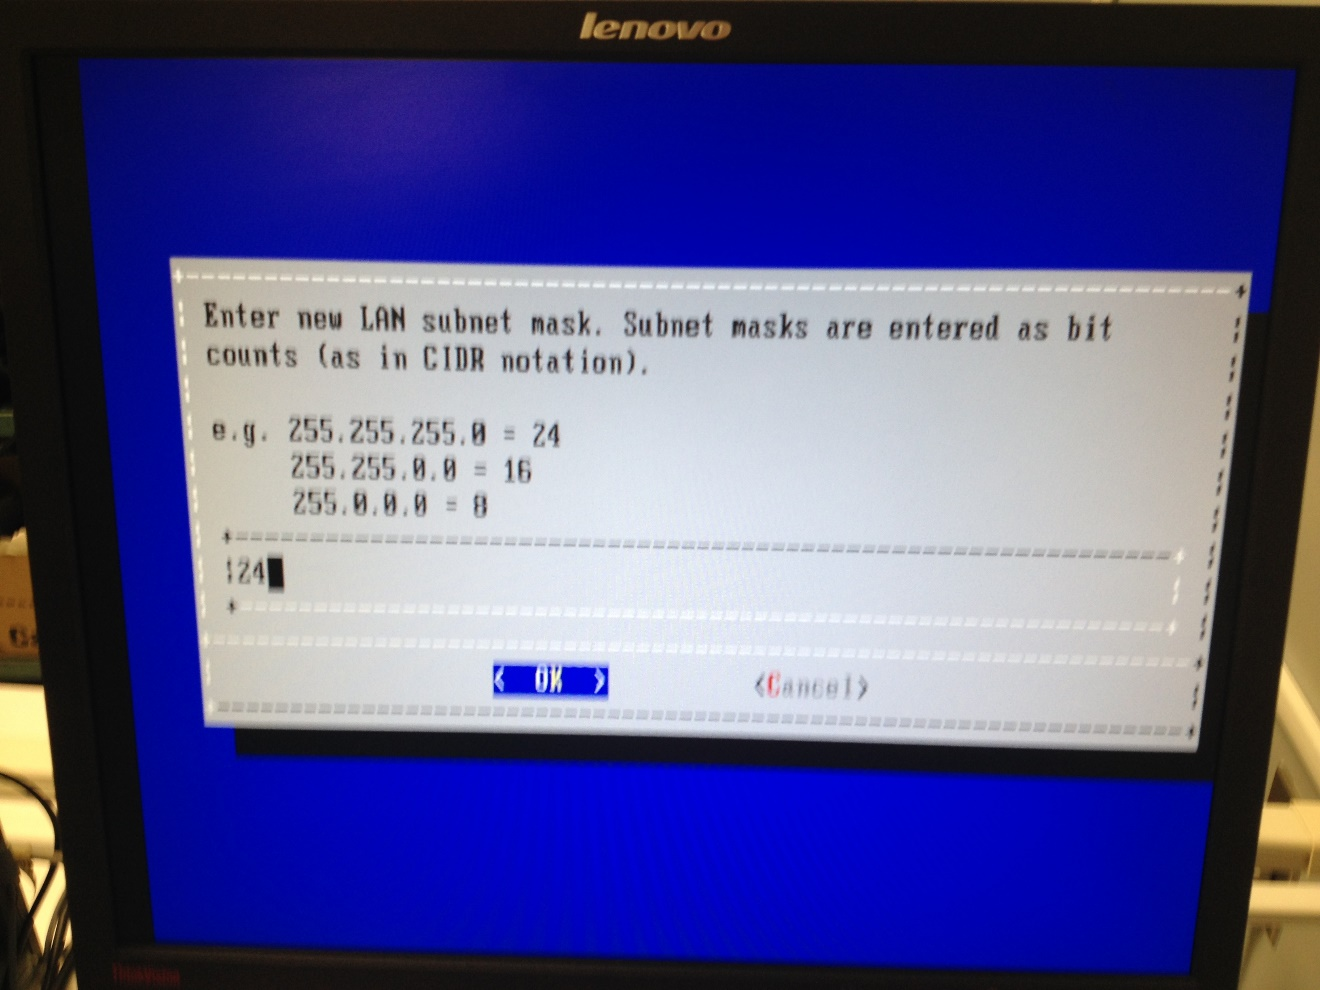 lenovo
Enter new LAN subnet mask. Subnet masks are entered as bit
counts (as in CIDR notation).
e.g. 255.255.255.0 = 24
255.255.0.0 = 16
255.0.0.0 = 8
24
< OK >
<Cancel>